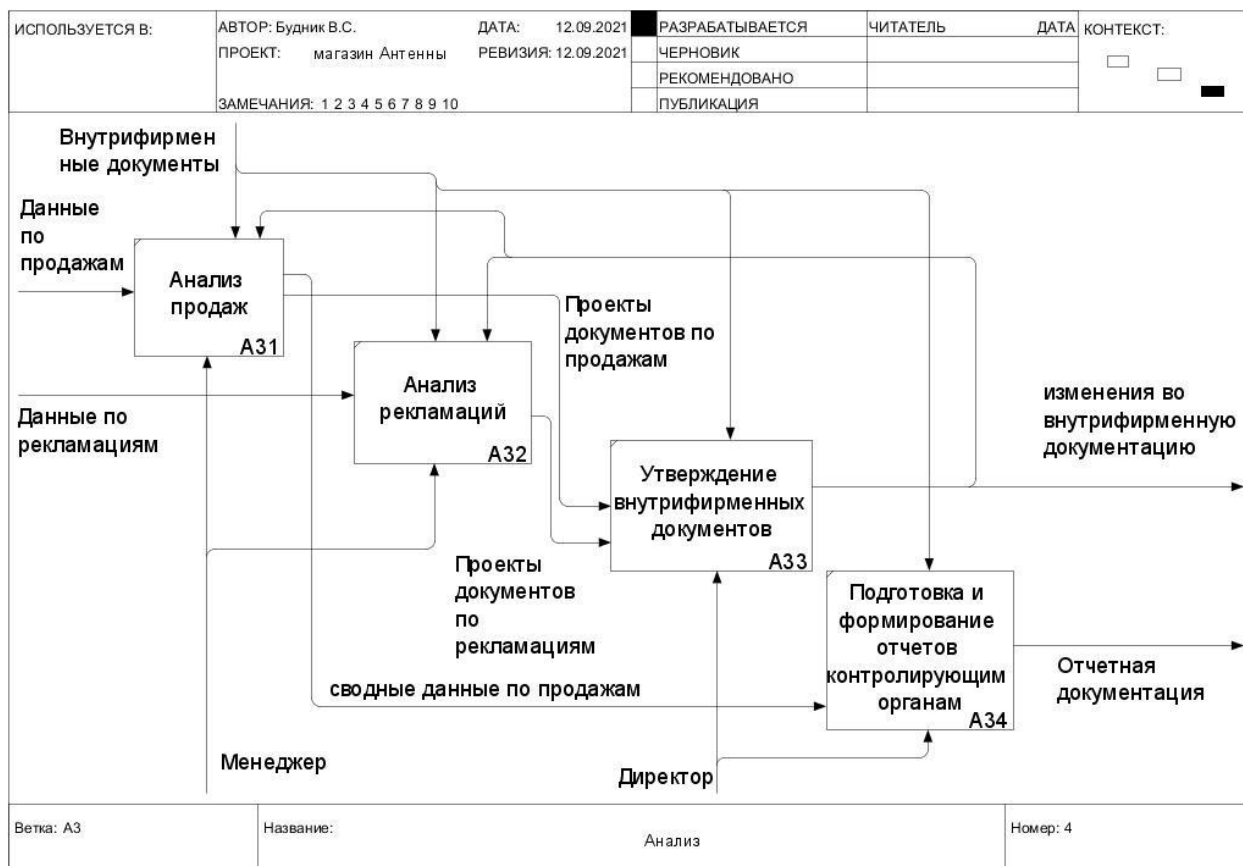 ИСПОЛЬЗУЕТСЯ В:
АВТОР: Будник В.С.
ДАТА: 12.09.2021
ПРОЕКТ: магазин Антенны
РЕВИЗИЯ: 12.09.2021
ЗАМЕЧАНИЯ: 1 2 3 4 5 6 7 8 9 10
РАЗРАБАТЫВАЕТСЯ
ЧЕРНОВИК
РЕКОМЕНДОВАНО
ПУБЛИКАЦИЯ
ЧИТАТЕЛЬ
ДАТА
КОНТЕКСТ:
Внутрифирмен
ные документы
Данные
по
продажам
Анализ
продаж
А31
Проекты
документов по
продажам
Анализ
рекламаций
А32
Данные по
рекламациям
изменения во
внутрифирменную
документацию
Утверждение
внутрифирменных
документов
А33
Проекты
документов
по
рекламациям
Подготовка и
формирование
отчетов
контролирующим
органам
А34
Отчетная
документация
сводные данные по продажам
Менеджер
Директор
Ветка: А3
Название:
Анализ
Номер: 4